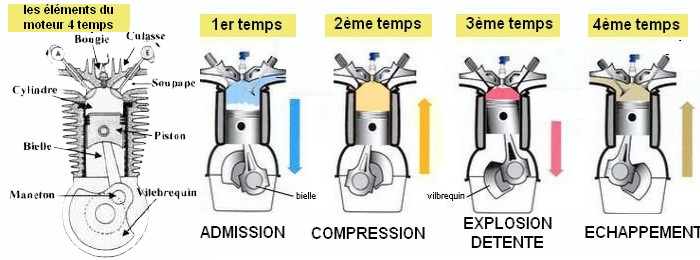 les éléments du
moteur 4 temps
Bougie
Culasse
A
E
Soupape
Cylindre
Piston
Bielle
Maneton
Vilebrequin
1er temps
bielle
ADMISSION
2ème temps
COMPRESSION
3ème temps
vilbrequin
EXPLOSION
DETENTE
4ème temps
ECHAPPEMENT